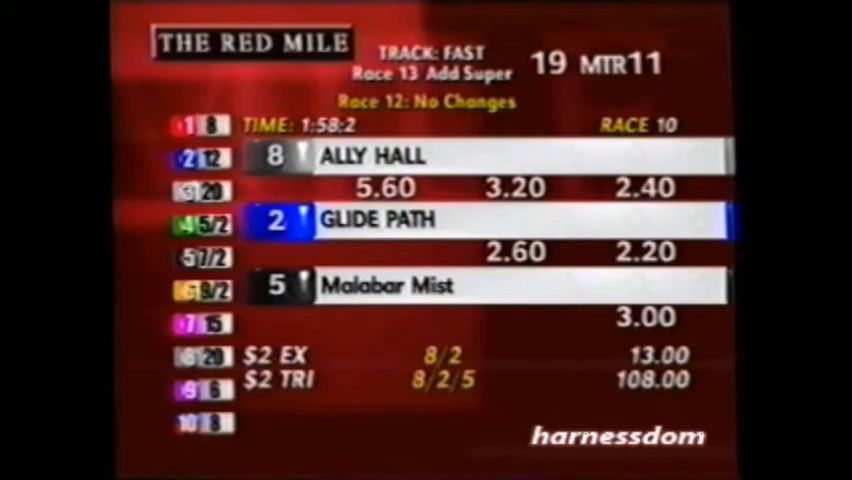 THE RED MILE
TRACK: FAST
Race 13 Add Super
19 MTR11
Race 12: No Changes
1 8
TIME: 1:58:2
RACE 10
2 12
8 ALLY HALL
3 20
5.60 3.20 2.40
4 5/2
2 GLIDE PATH
5 7/2
2.60 2.20
6 9/2
5 Malabar Mist
7 15
3.00
8 20
$2 EX 8/2 13.00
9 6
$2 TRI 8/2/5 108.00
10 8
harnessdom